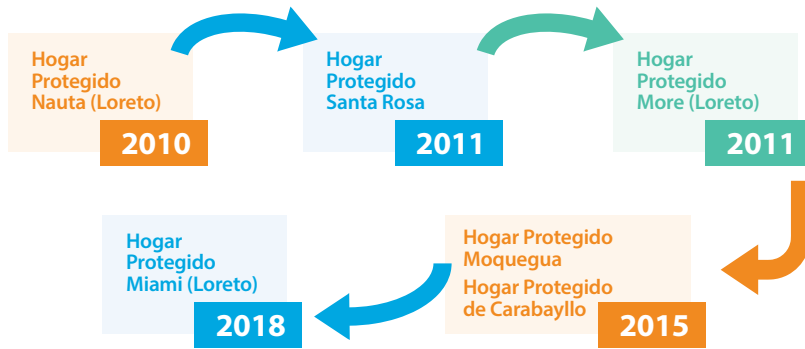 Hogar
Protegido
Nauta (Loreto)
2010
Hogar
Protegido
Santa Rosa
2011
Hogar
Protegido
More (Loreto)
2011
Hogar Protegido
Moquegua
Hogar Protegido
de Carabayllo
2015
Hogar
Protegido
Miami (Loreto)
2018